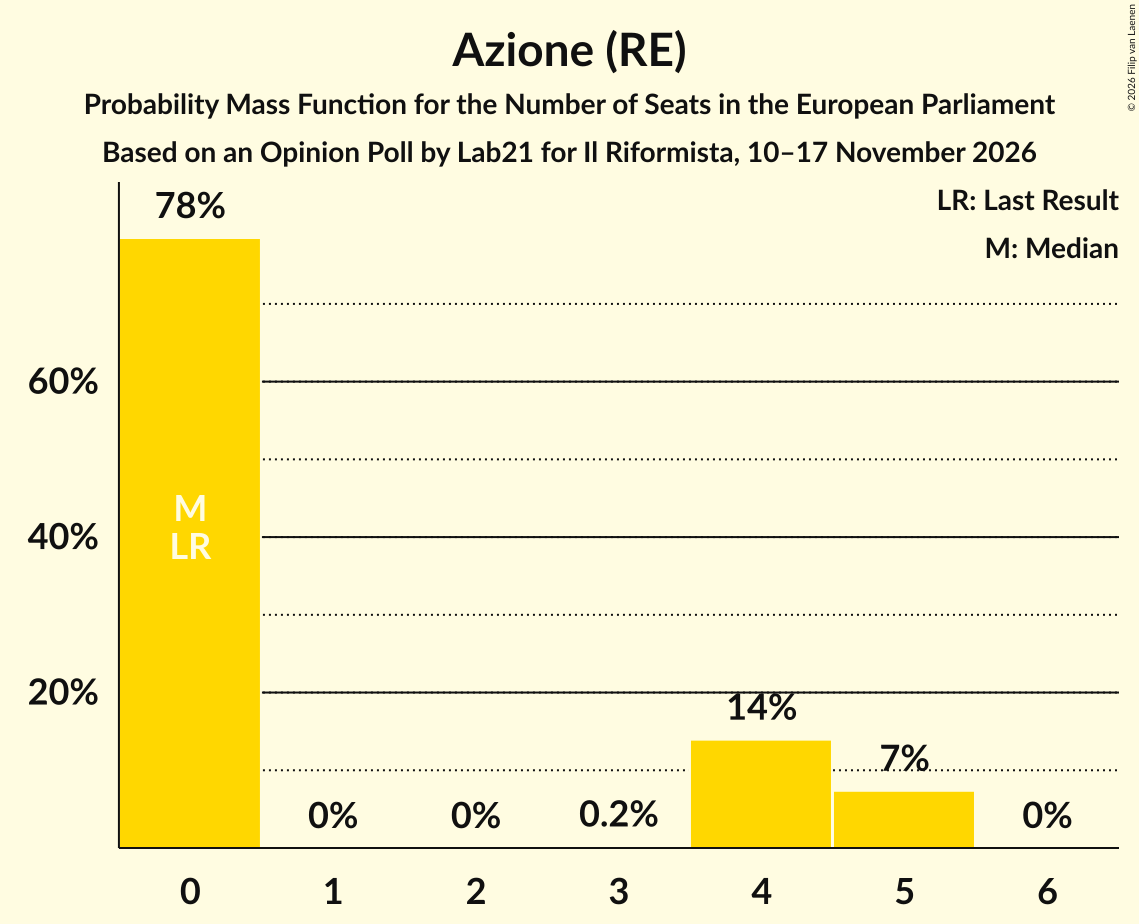 Azione (RE)
Probability Mass Function for the Number of Seats in the European Parliament
Based on an Opinion Poll by Lab21 for Il Riformista, 10–17 November 2026
© 2026 Filip van Laenen
LR: Last Result
M: Median
78%
60%
40%
20%
M
LR
0%
0%
0.2%
14%
7%
0%
0
1
2
3
4
5
6